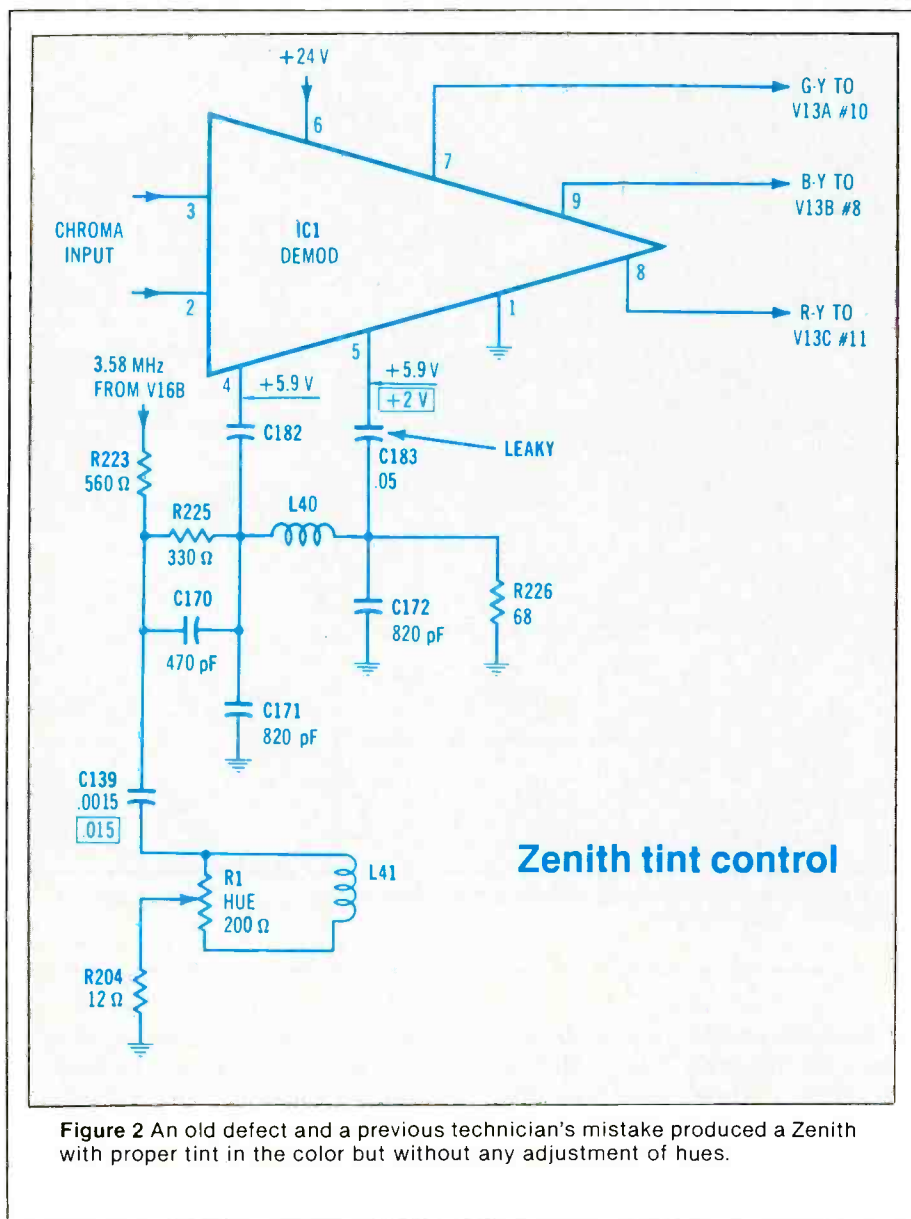 +24 V
6
7
G-Y TO
V13A #10
9
B-Y TO
V13B #8
8
R-Y TO
V13C #11
CHROMA
INPUT
3
2
IC1
DEMOD
1
5
4
3.58 MHz
FROM V16B
+5.9 V
+5.9 V
+2 V
C182
C183
.05
LEAKY
R223
560 Ω
R225
330 Ω
L40
C170
470 pF
C172
820 pF
R226
68
C171
820 pF
C139
.0015
.015
R1
HUE
200 Ω
L41
R204
12 Ω
Zenith tint control
Figure 2 An old defect and a previous technician's mistake produced a Zenith
with proper tint in the color but without any adjustment of hues.